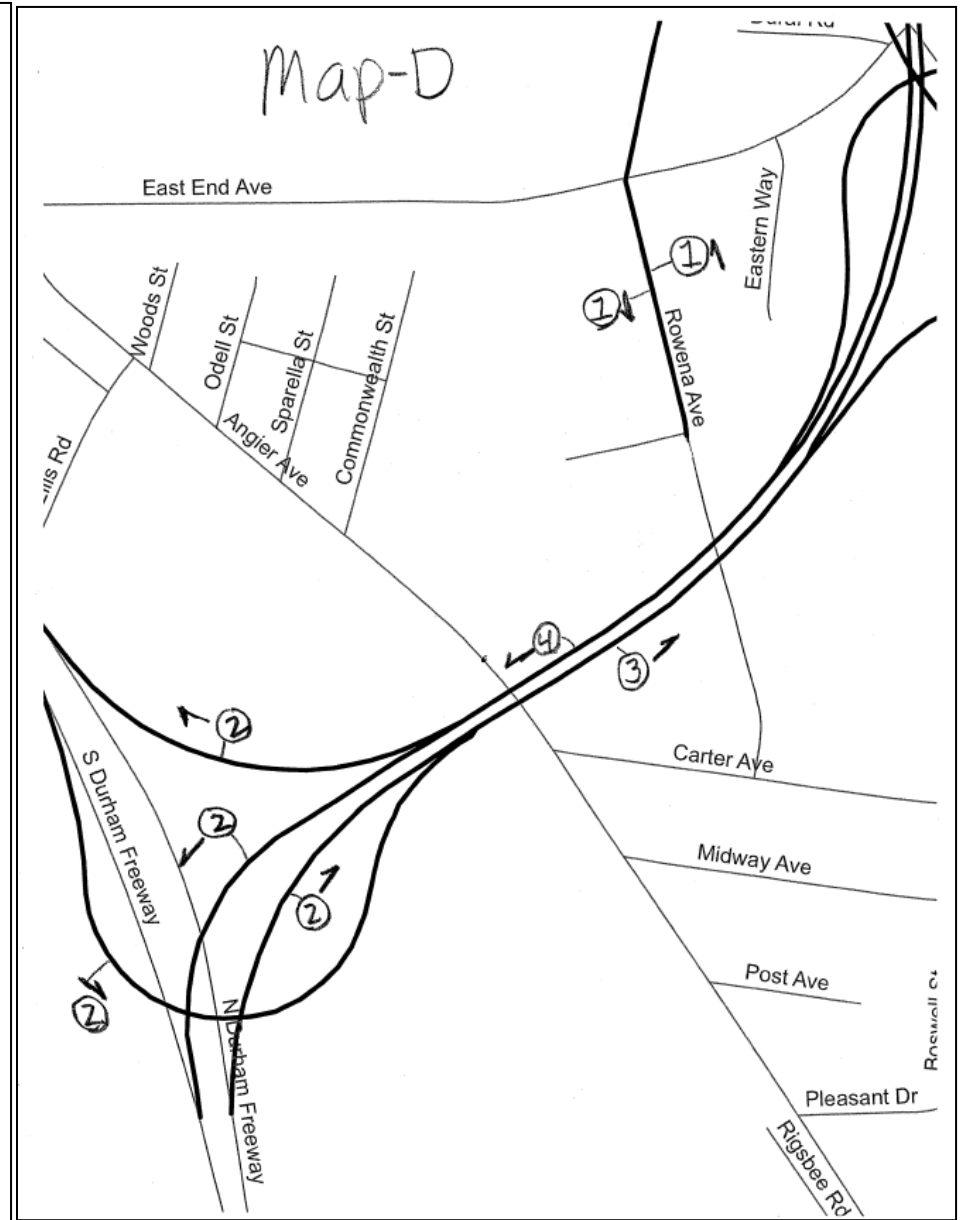 Map-D
East End Ave
Eastern Way
1
1
Rowena Ave
Woods St
Odell St
Sparella St
Commonwealth St
Angier Ave
Rd
4
3
2
Carter Ave
S Durham Freeway
2
Midway Ave
2
Post Ave
2
N Durham Freeway
Pleasant Dr
Rigsbee Rd